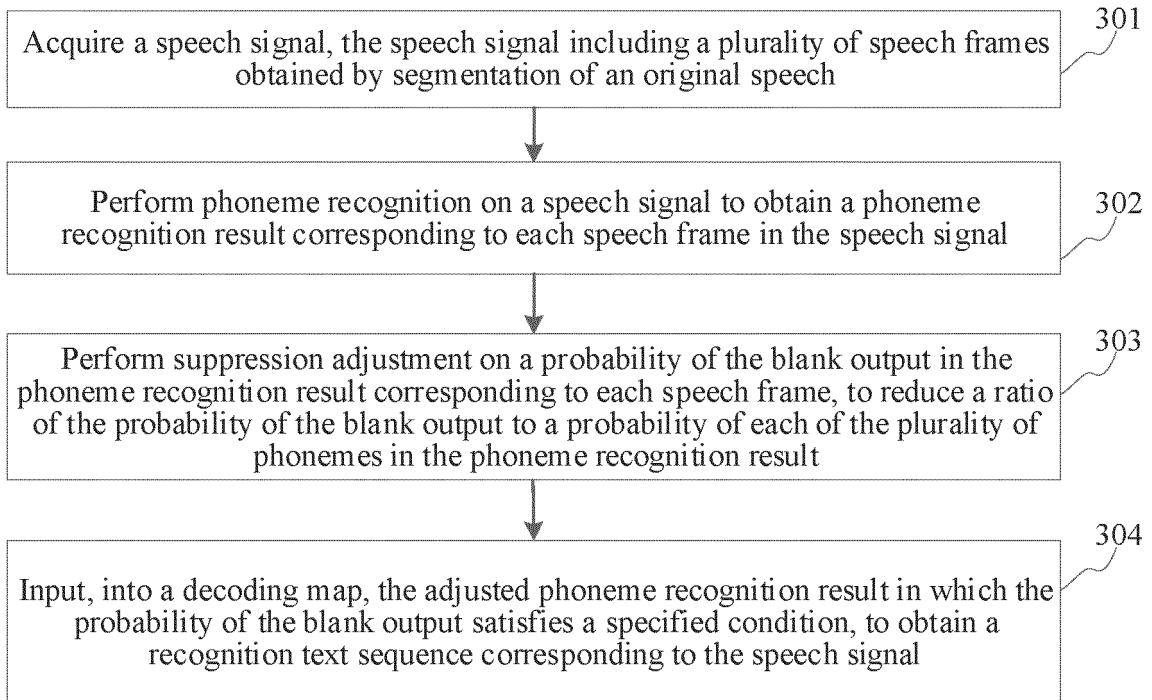 301
Acquire a speech signal, the speech signal including a plurality of speech frames
obtained by segmentation of an original speech
302
Perform phoneme recognition on a speech signal to obtain a phoneme
recognition result corresponding to each speech frame in the speech signal
303
Perform suppression adjustment on a probability of the blank output in the
phoneme recognition result corresponding to each speech frame, to reduce a ratio
of the probability of the blank output to a probability of each of the plurality of
phonemes in the phoneme recognition result
304
Input, into a decoding map, the adjusted phoneme recognition result in which the
probability of the blank output satisfies a specified condition, to obtain a
recognition text sequence corresponding to the speech signal